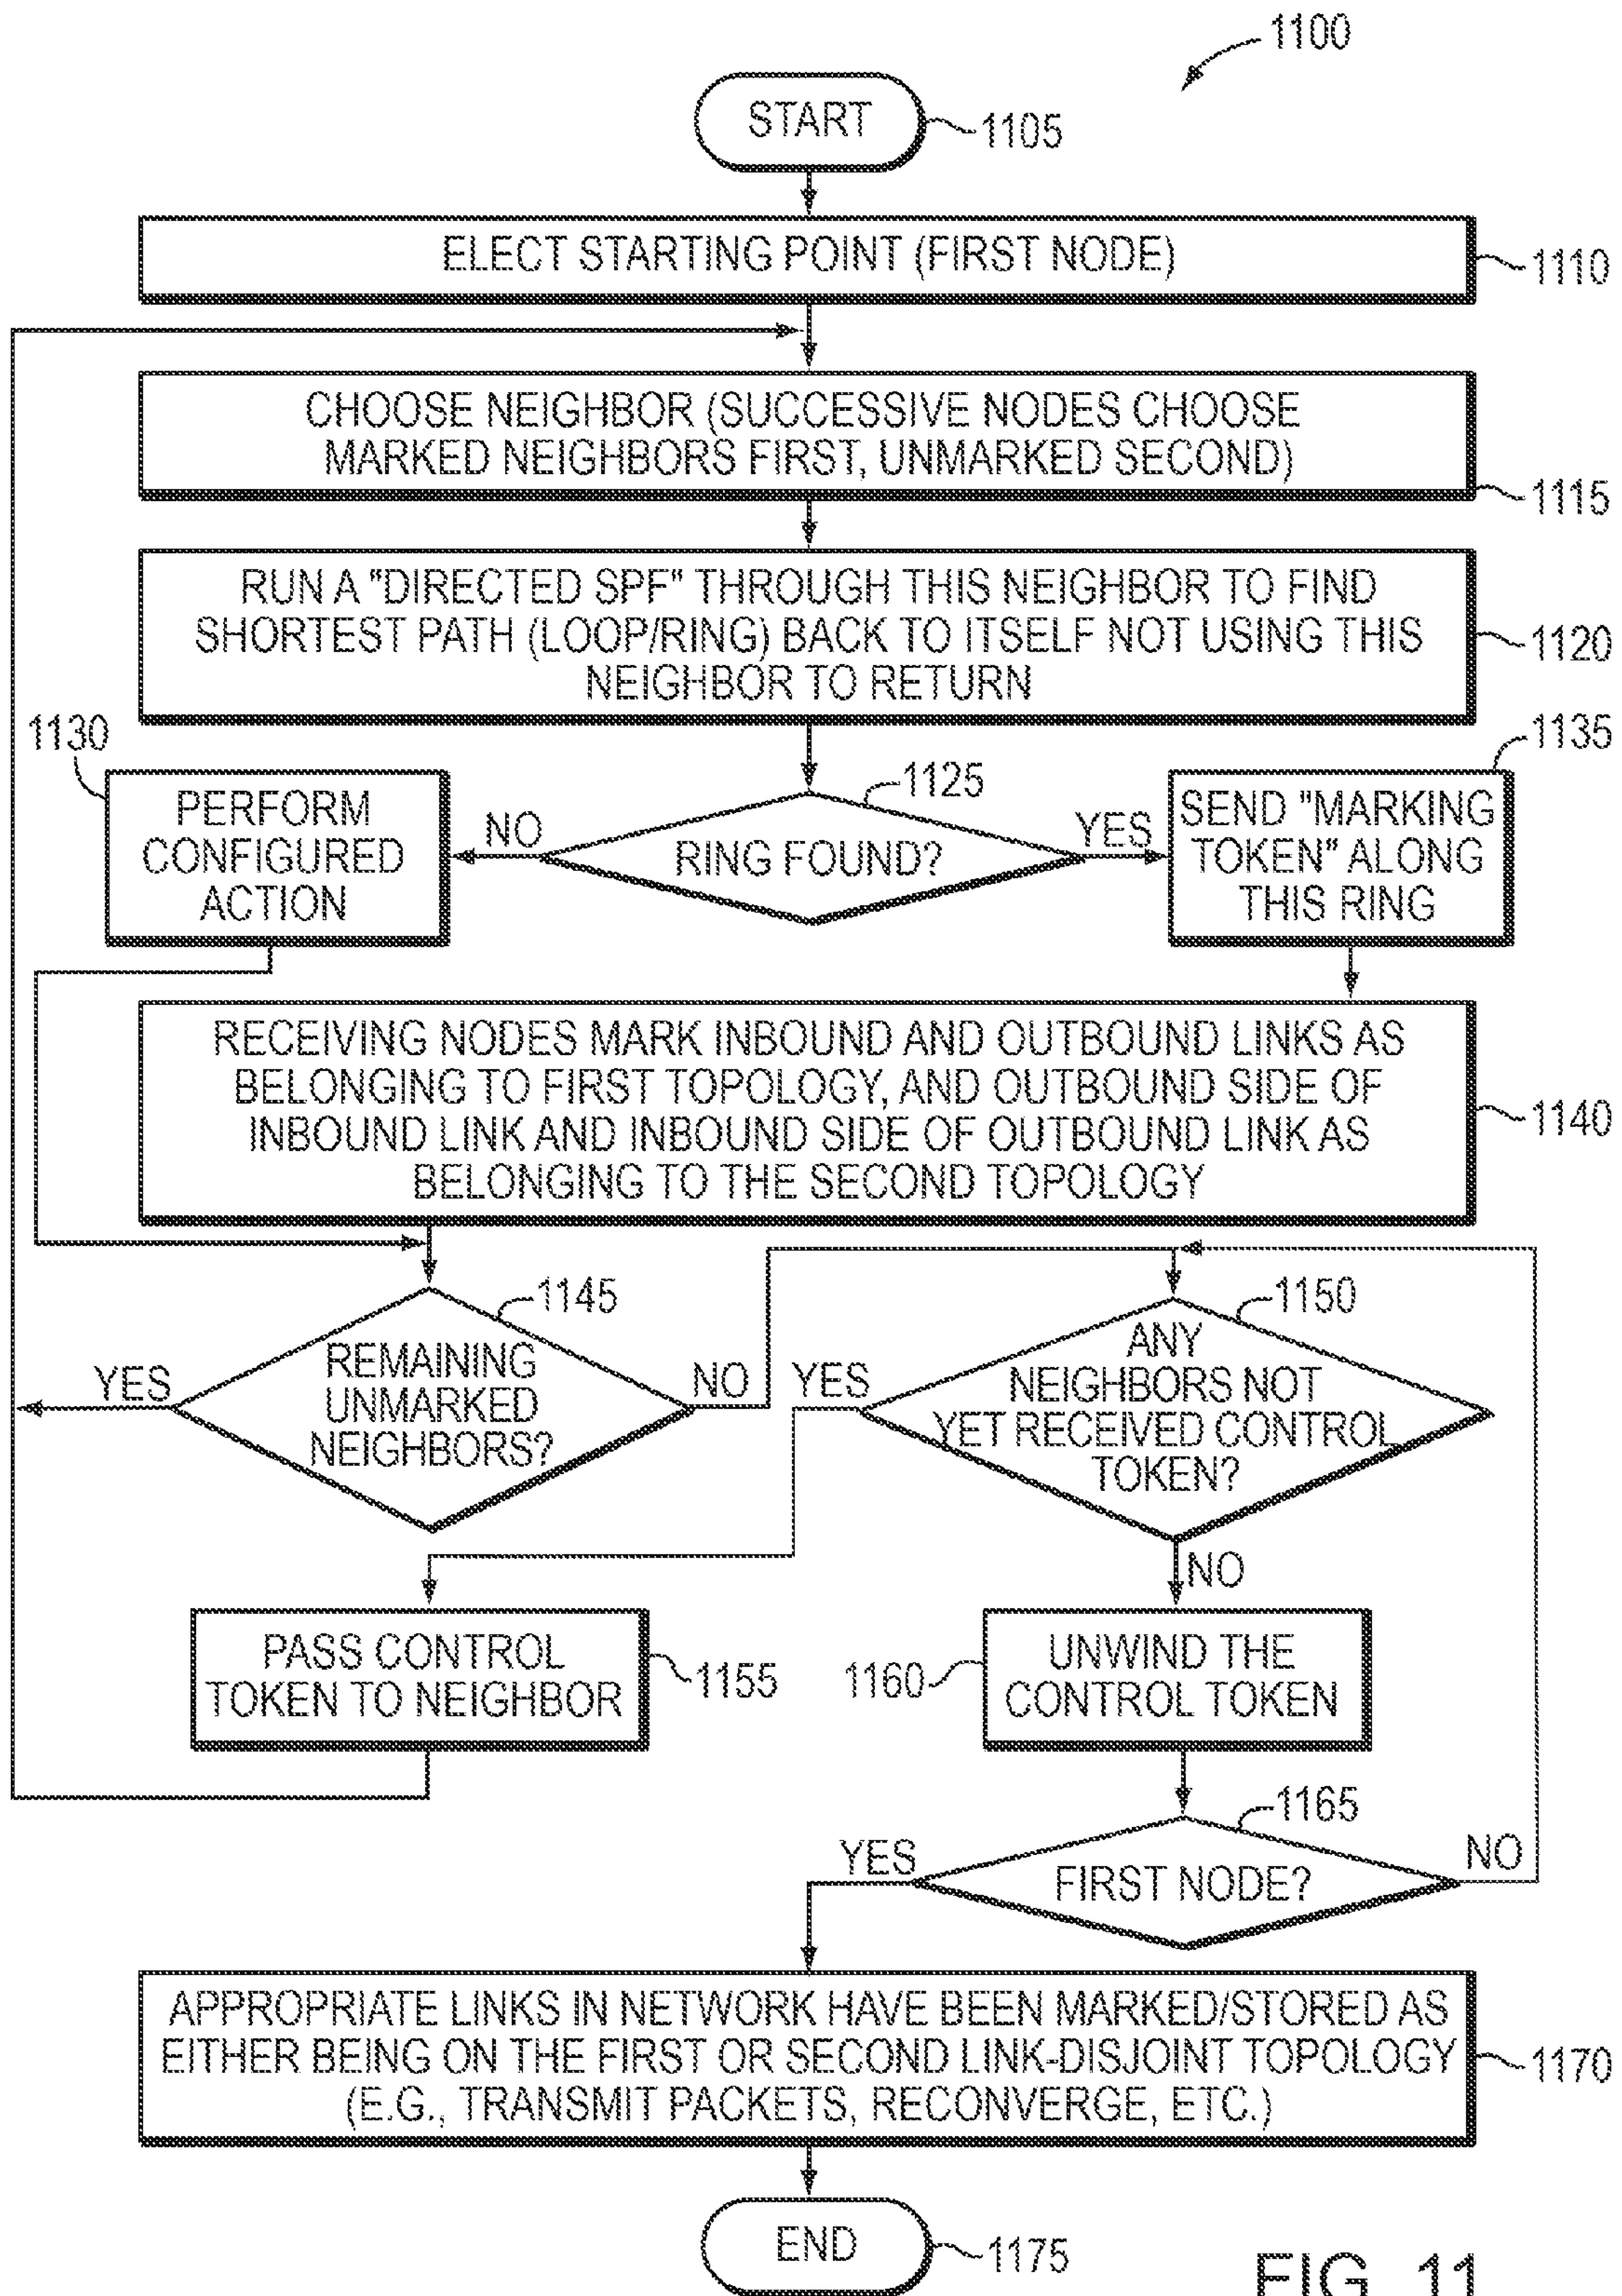 1100
START
1105
ELECT STARTING POINT (FIRST NODE)
1110
CHOOSE NEIGHBOR (SUCCESSIVE NODES CHOOSE
MARKED NEIGHBORS FIRST, UNMARKED SECOND)
1115
RUN A "DIRECTED SPF" THROUGH THIS NEIGHBOR TO FIND
SHORTEST PATH (LOOP/RING) BACK TO ITSELF NOT USING THIS
NEIGHBOR TO RETURN
1120
1130
PERFORM
CONFIGURED
ACTION
NO
1125
RING FOUND?
YES
1135
SEND "MARKING
TOKEN" ALONG
THIS RING
RECEIVING NODES MARK INBOUND AND OUTBOUND LINKS AS
BELONGING TO FIRST TOPOLOGY, AND OUTBOUND SIDE OF
INBOUND LINK AND INBOUND SIDE OF OUTBOUND LINK AS
BELONGING TO THE SECOND TOPOLOGY
1140
1145
YES
REMAINING
UNMARKED
NEIGHBORS?
NO
1150
YES
ANY
NEIGHBORS NOT
YET RECEIVED CONTROL
TOKEN?
NO
PASS CONTROL
TOKEN TO NEIGHBOR
1155
1160
UNWIND THE
CONTROL TOKEN
1165
YES
FIRST NODE?
NO
APPROPRIATE LINKS IN NETWORK HAVE BEEN MARKED/STORED AS
EITHER BEING ON THE FIRST OR SECOND LINK-DISJOINT TOPOLOGY
(E.G., TRANSMIT PACKETS, RECONVERGE, ETC.)
1170
END
1175
FIG. 11